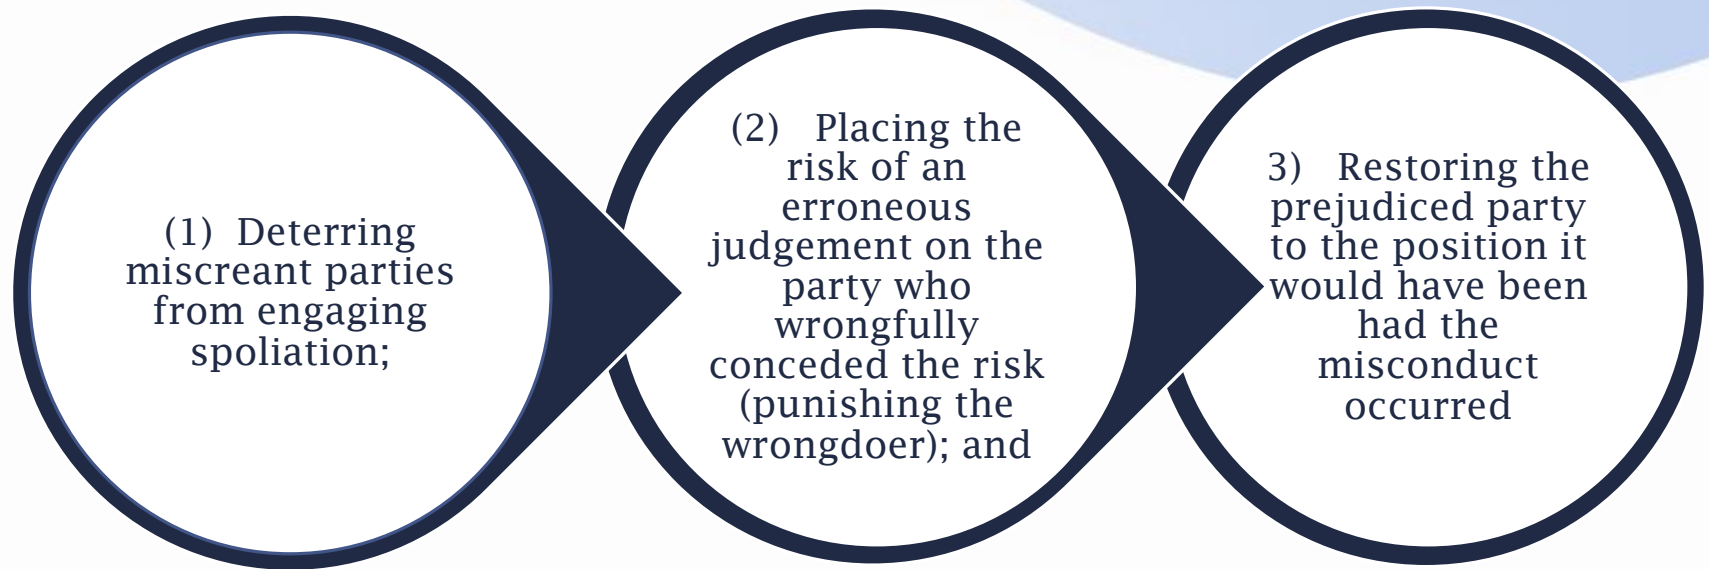 (1) Deterring
miscreant parties
from engaging
spoliation;
(2) Placing the
risk of an
erroneous
judgement on the
party who
wrongfully
conceded the risk
(punishing the
wrongdoer); and
3) Restoring the
prejudiced party
to the position it
would have been
had the
misconduct
occurred